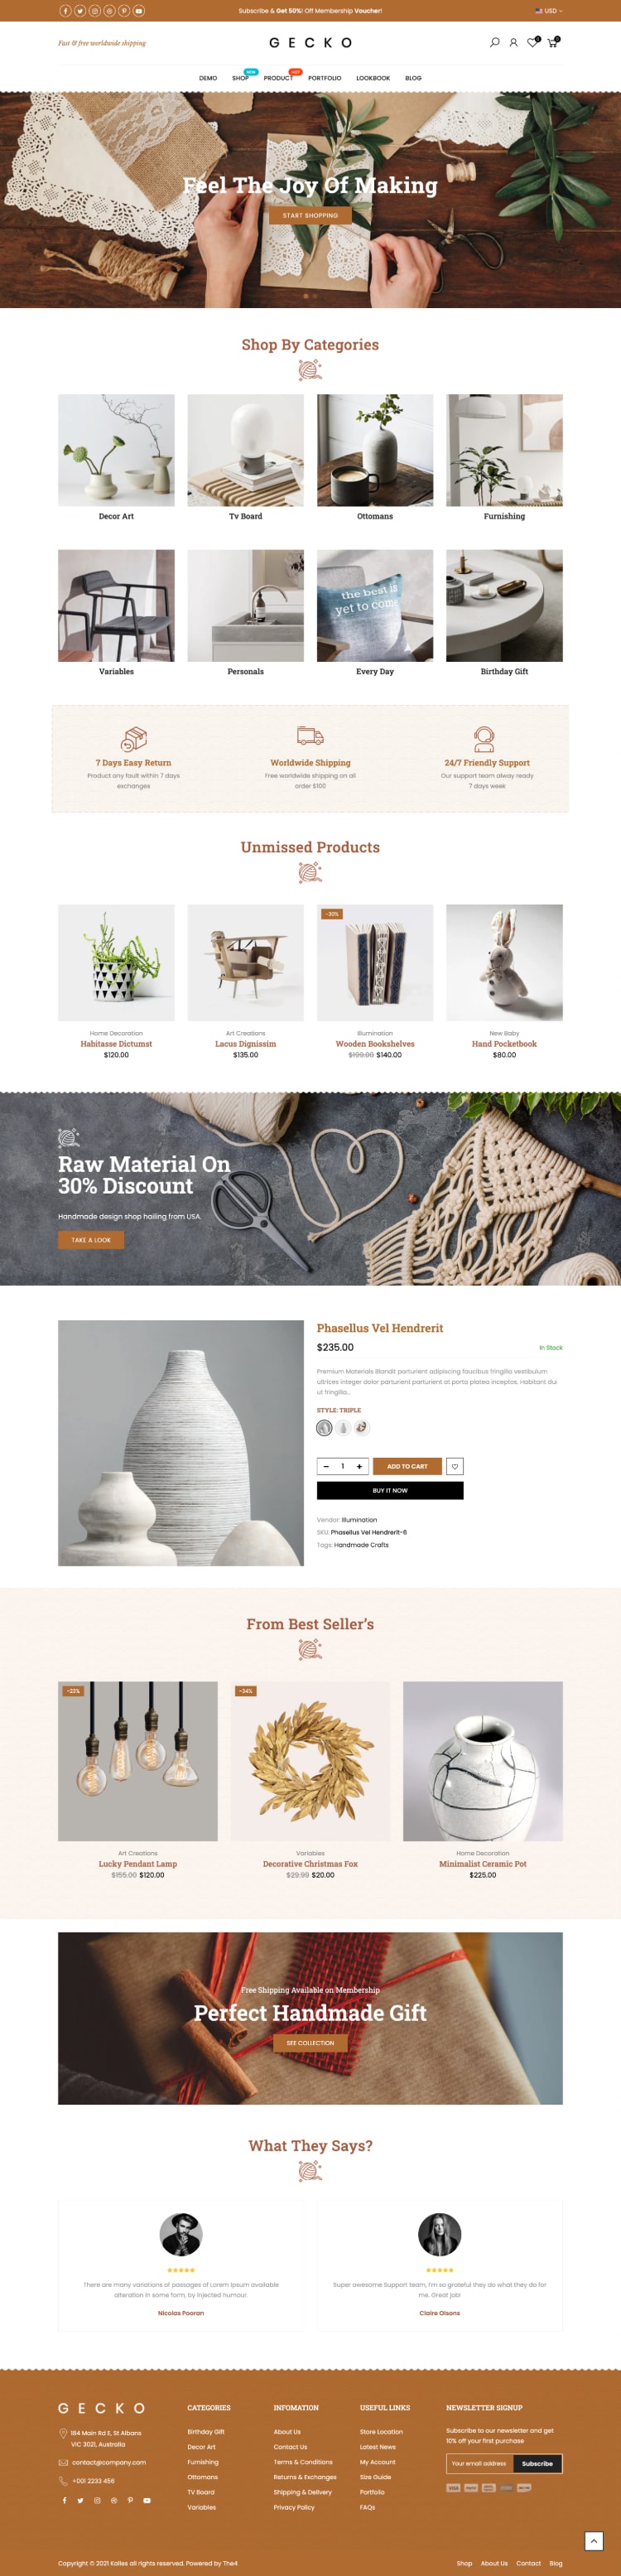 Subscribe & Get 50%! Off Membership Voucher!
USD
Fast & free worldwide shipping
GECKO
0
0
DEMO
SHOP
NEW
PRODUCT
HOT
PORTFOLIO
LOOKBOOK
BLOG
Feel The Joy Of Making
START SHOPPING
Shop By Categories
Decor Art
Tv Board
Ottomans
Furnishing
the best is
yet to come
Variables
Personals
Every Day
Birthday Gift
7 Days Easy Return
Product any fault within 7 days
exchanges
Worldwide Shipping
Free worldwide shipping on all
order $100
24/7 Friendly Support
Our support team alway ready
7 days week
Unmissed Products
Home Decoration
Habitasse Dictumst
$120.00
Art Creations
Lacus Dignissim
$135.00
-30%
Illumination
Wooden Bookshelves
$199.00 $140.00
New Baby
Hand Pocketbook
$80.00
Raw Material On
30% Discount
Handmade design shop hailing from USA.
TAKE A LOOK
Phasellus Vel Hendrerit
$235.00
In Stock
Premium Materials Blandit parturient adipiscing faucibus fringilla vestibulum
ultrices integer dolor parturient parturient at porta platea inceptos. Habitant dui
ut fringilla...
STYLE: TRIPLE
− 1 +
ADD TO CART
BUY IT NOW
Vendor: Illumination
SKU: Phasellus Vel Hendrerit-6
Tags: Handmade Crafts
From Best Seller's
-23%
Art Creations
Lucky Pendant Lamp
$155.00 $120.00
-34%
Variables
Decorative Christmas Fox
$29.99 $20.00
Home Decoration
Minimalist Ceramic Pot
$225.00
Free Shipping Available on Membership
Perfect Handmade Gift
SEE COLLECTION
What They Says?
There are many variations of passages of Lorem Ipsum available
alteration in some form, by injected humour.
Nicolas Pooran
Super awesome Support team, I'm so grateful they do what they do for
me. Great job!
Claire Olsons
GECKO
184 Main Rd E, St Albans
VIC 3021, Australia
contact@company.com
+001 2233 456
CATEGORIES
Birthday Gift
Decor Art
Furnishing
Ottomans
TV Board
Variables
INFOMATION
About Us
Contact Us
Terms & Conditions
Returns & Exchanges
Shipping & Delivery
Privacy Policy
USEFUL LINKS
Store Location
Latest News
My Account
Size Guide
Portfolio
FAQs
NEWSLETTER SIGNUP
Subscribe to our newsletter and get
10% off your first purchase
Your email address
Subscribe
VISA
Copyright © 2021 Kalles all rights reserved. Powered by The4
Shop
About Us
Contact
Blog